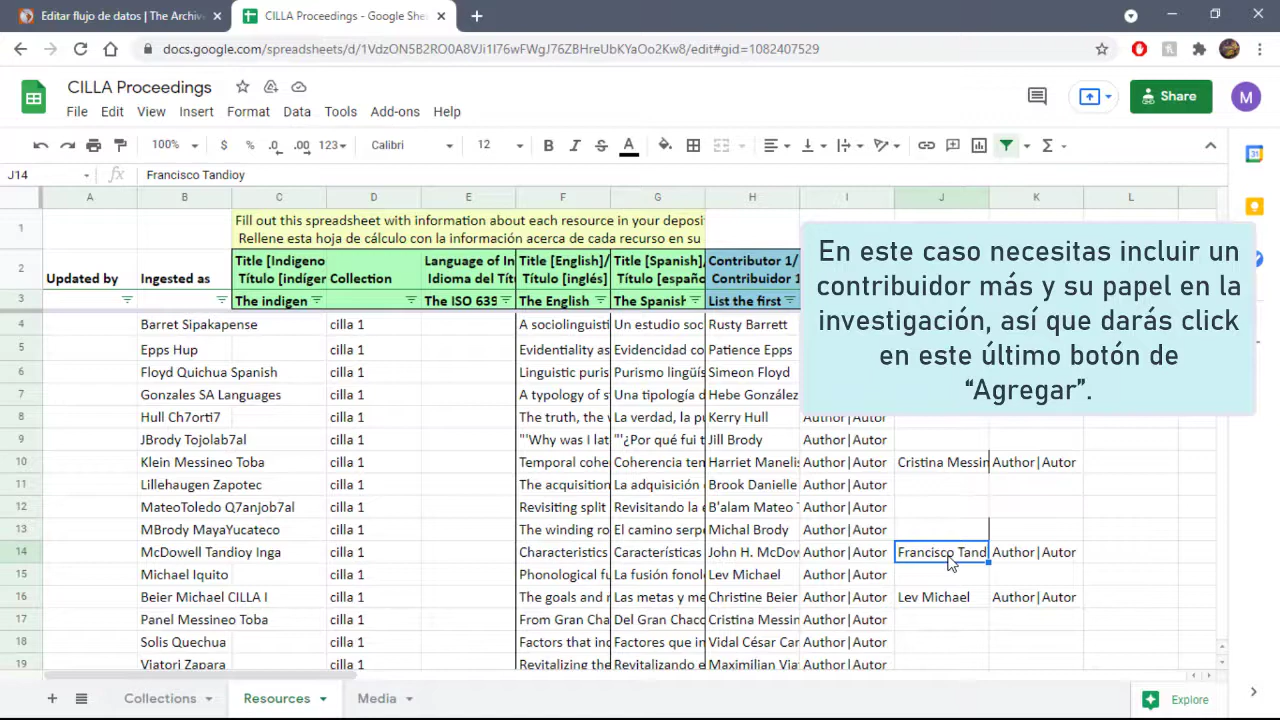 Editar flujo de datos | The Archiv
CILLA Proceedings - Google She
docs.google.com/spreadsheets/d/1VdzON5B2RO0A8VJi1I76wFWgJ76ZBHreUbKYaOo2Kw8/edit#gid=1082407529
CILLA Proceedings
File Edit View Insert Format Data Tools Add-ons Help
Share
M
100% $ % .0 .00 123 Calibri 12 B I S A
J14 fx Francisco Tandioy
A B C D E F G H I J K L
1 Fill out this spreadsheet with information about each resource in your deposi
Rellene esta hoja de cálculo con la información acerca de cada recurso en su
Title [Indigeno Language of In Title [English]/ Title [Spanish]/ Contributor 1/
2 Updated by Ingested as Título [indíger Collection Idioma del Tít Título [inglés] Título [españo Contribuidor 1
3 The indigen The ISO 639 The English The Spanish List the first
4 Barret Sipakapense cilla 1 A sociolinguisti Un estudio soc Rusty Barrett
5 Epps Hup cilla 1 Evidentiality as Evidencidad co Patience Epps
6 Floyd Quichua Spanish cilla 1 Linguistic puris Purismo lingüís Simeon Floyd
7 Gonzales SA Languages cilla 1 A typology of s Una tipología d Hebe González
8 Hull Ch7orti7 cilla 1 The truth, the w La verdad, la pu Kerry Hull Author|Autor
9 JBrody Tojolab7al cilla 1 "'Why was I lat "'¿Por qué fui t Jill Brody Author|Autor
10 Klein Messineo Toba cilla 1 Temporal cohe Coherencia ten Harriet Manelis Author|Autor Cristina Messin Author|Autor
11 Lillehaugen Zapotec cilla 1 The acquisition La adquisición d Brook Danielle Author|Autor
12 MateoToledo Q7anjob7al cilla 1 Revisiting split Revisitando la e B'alam Mateo T Author|Autor
13 MBrody MayaYucateco cilla 1 The winding ro El camino serpe Michal Brody Author|Autor
14 McDowell Tandioy Inga cilla 1 Characteristics Características John H. McDow Author|Autor Francisco Tand Author|Autor
15 Michael Iquito cilla 1 Phonological fu La fusión fonol Lev Michael Author|Autor
16 Beier Michael CILLA I cilla 1 The goals and r Las metas y me Christine Beier Author|Autor Lev Michael Author|Autor
17 Panel Messineo Toba cilla 1 From Gran Cha Del Gran Chaco Cristina Messin Author|Autor
18 Solis Quechua cilla 1 Factors that inc Factores que in Vidal César Car Author|Autor
19 Viatori Zapara cilla 1 Revitalizing the Revitalizando e Maximilian Via Author|Autor
En este caso necesitas incluir un
contribuidor más y su papel en la
investigación, así que darás click
en este último botón de
“Agregar”.
Collections Resources Media Explore